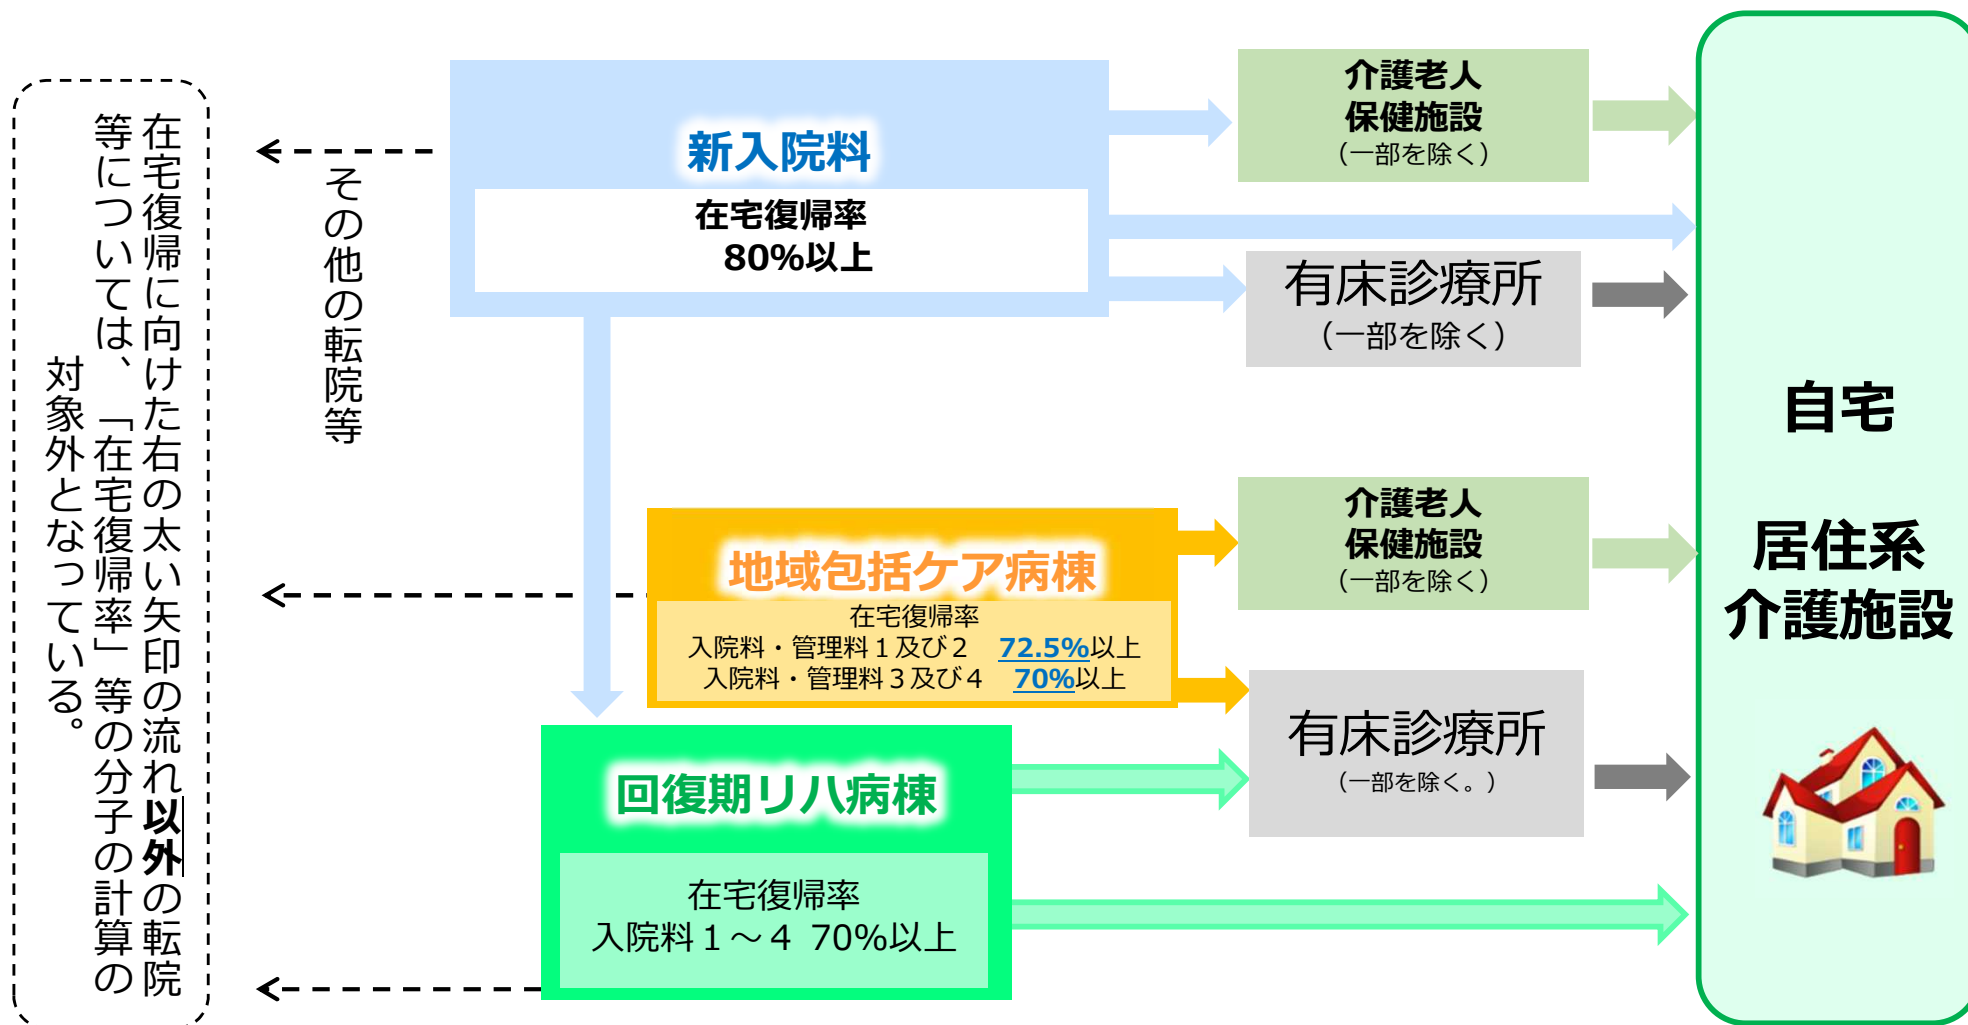 在宅復帰に向けた右の太い矢印の流れ以外の転院
等については、「在宅復帰率」等の分子の計算の
対象外となっている。
その他の転院等
新入院料
在宅復帰率
80%以上
介護老人
保健施設
（一部を除く）
有床診療所
（一部を除く）
地域包括ケア病棟
在宅復帰率
入院料・管理料１及び２ 72.5%以上
入院料・管理料３及び４ 70%以上
介護老人
保健施設
（一部を除く）
有床診療所
（一部を除く。）
回復期リハ病棟
在宅復帰率
入院料１～４ 70%以上
自宅
居住系
介護施設